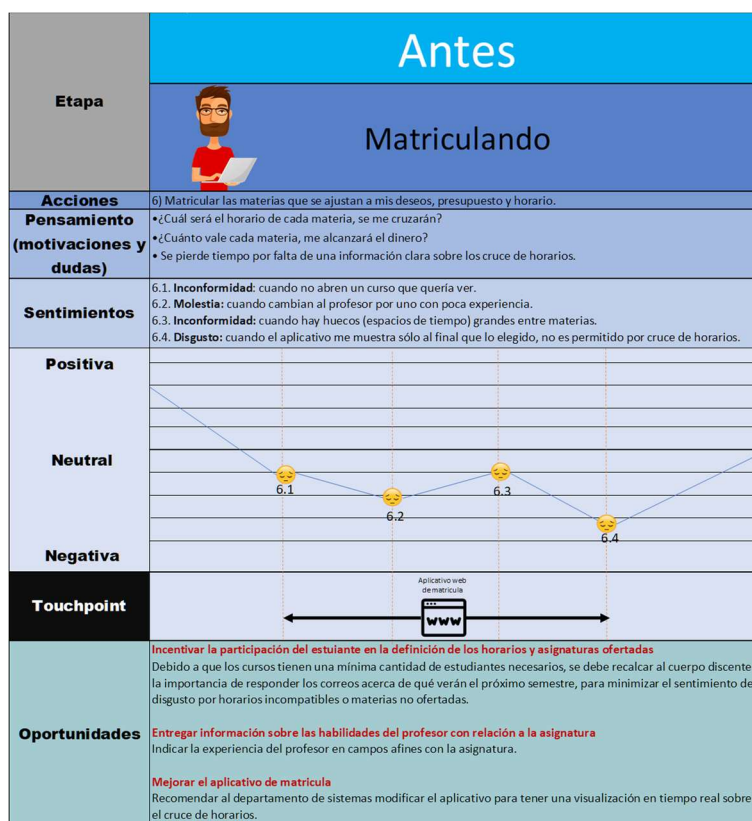 Antes
Etapa
Matriculando
Acciones
6) Matricular las materias que se ajustan a mis deseos, presupuesto y horario.
Pensamiento
(motivaciones y
dudas)
•¿Cuál será el horario de cada materia, se me cruzarán?
•¿Cuánto vale cada materia, me alcanzará el dinero?
• Se pierde tiempo por falta de una información clara sobre los cruce de horarios.
Sentimientos
6.1. Inconformidad: cuando no abren un curso que quería ver.
6.2. Molestia: cuando cambian al profesor por uno con poca experiencia.
6.3. Inconformidad: cuando hay huecos (espacios de tiempo) grandes entre materias.
6.4. Disgusto: cuando el aplicativo me muestra sólo al final que lo elegido, no es permitido por cruce de horarios.
Positiva
Neutral
Negativa
6.1
6.2
6.3
6.4
Touchpoint
Aplicativo web
de matricula
www
Oportunidades
Incentivar la participación del estuiante en la definición de los horarios y asignaturas ofertadas
Debido a que los cursos tienen una mínima cantidad de estudiantes necesarios, se debe recalcar al cuerpo discente
la importancia de responder los correos acerca de qué verán el próximo semestre, para minimizar el sentimiento de
disgusto por horarios incompatibles o materias no ofertadas.
Entregar información sobre las habilidades del profesor con relación a la asignatura
Indicar la experiencia del profesor en campos afines con la asignatura.
Mejorar el aplicativo de matricula
Recomendar al departamento de sistemas modificar el aplicativo para tener una visualización en tiempo real sobre
el cruce de horarios.